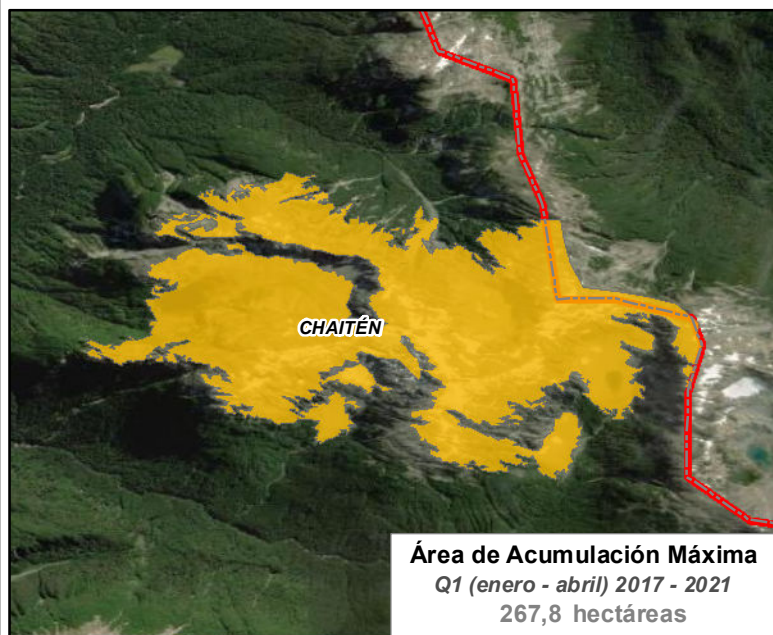 CHAITÉN
Área de Acumulación Máxima
Q1 (enero - abril) 2017 - 2021
267,8 hectáreas